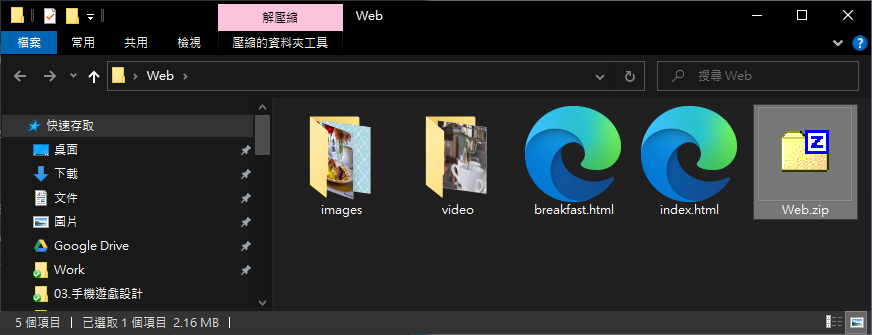 解壓縮
Web
檔案
常用
共用
檢視
壓縮的資料夾工具
Web
搜尋 Web
快速存取
桌面
下載
文件
圖片
Google Drive
Work
03.手機遊戲設計
images
video
breakfast.html
index.html
Z
Web.zip
5 個項目
已選取 1 個項目 2.16 MB